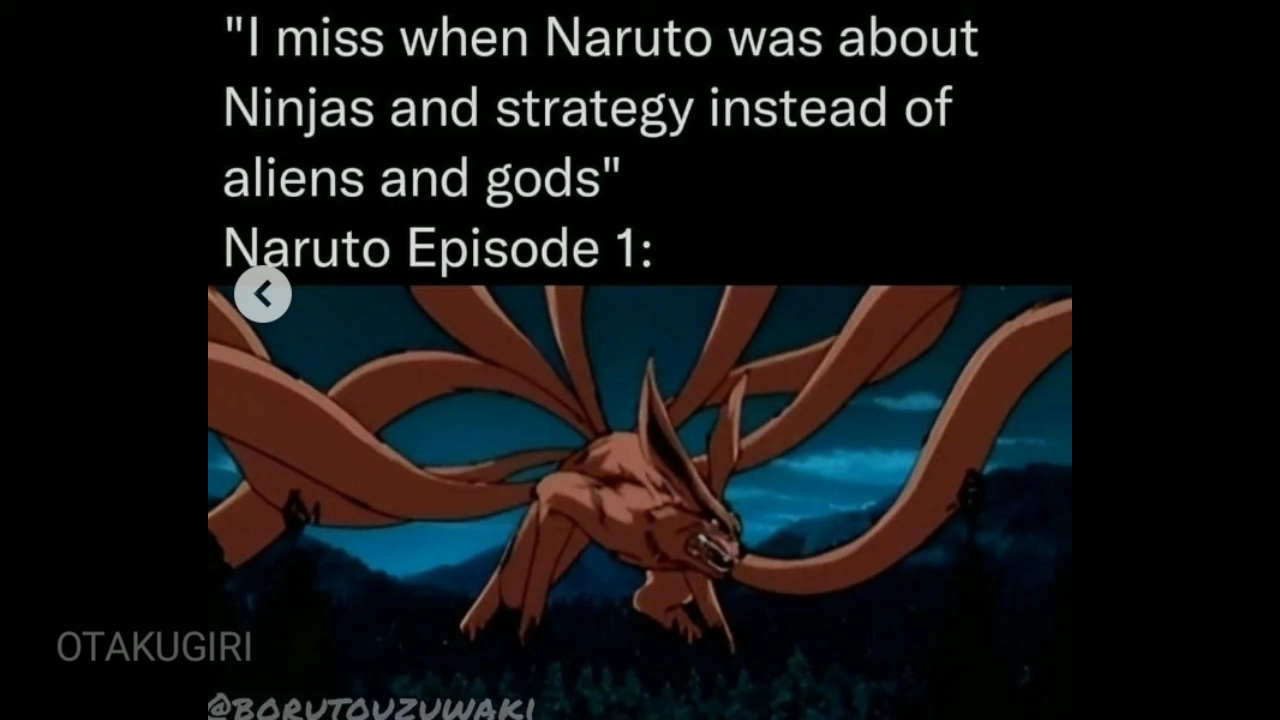 "I miss when Naruto was about
Ninjas and strategy instead of
aliens and gods"
Naruto Episode 1:
OTAKUGIRI
@BORUTOUZUWAKI